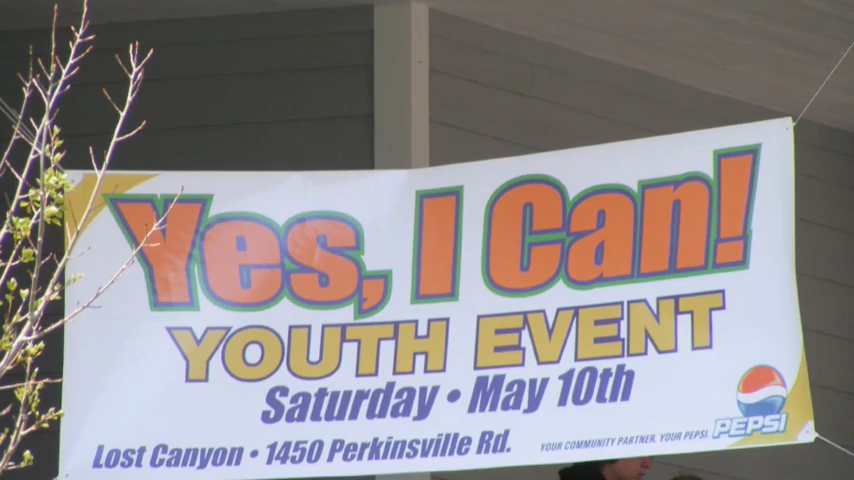 Yes, I Can!
YOUTH EVENT
Saturday • May 10th
Lost Canyon • 1450 Perkinsville Rd.
YOUR COMMUNITY PARTNER. YOUR PEPSI.
PEPSI